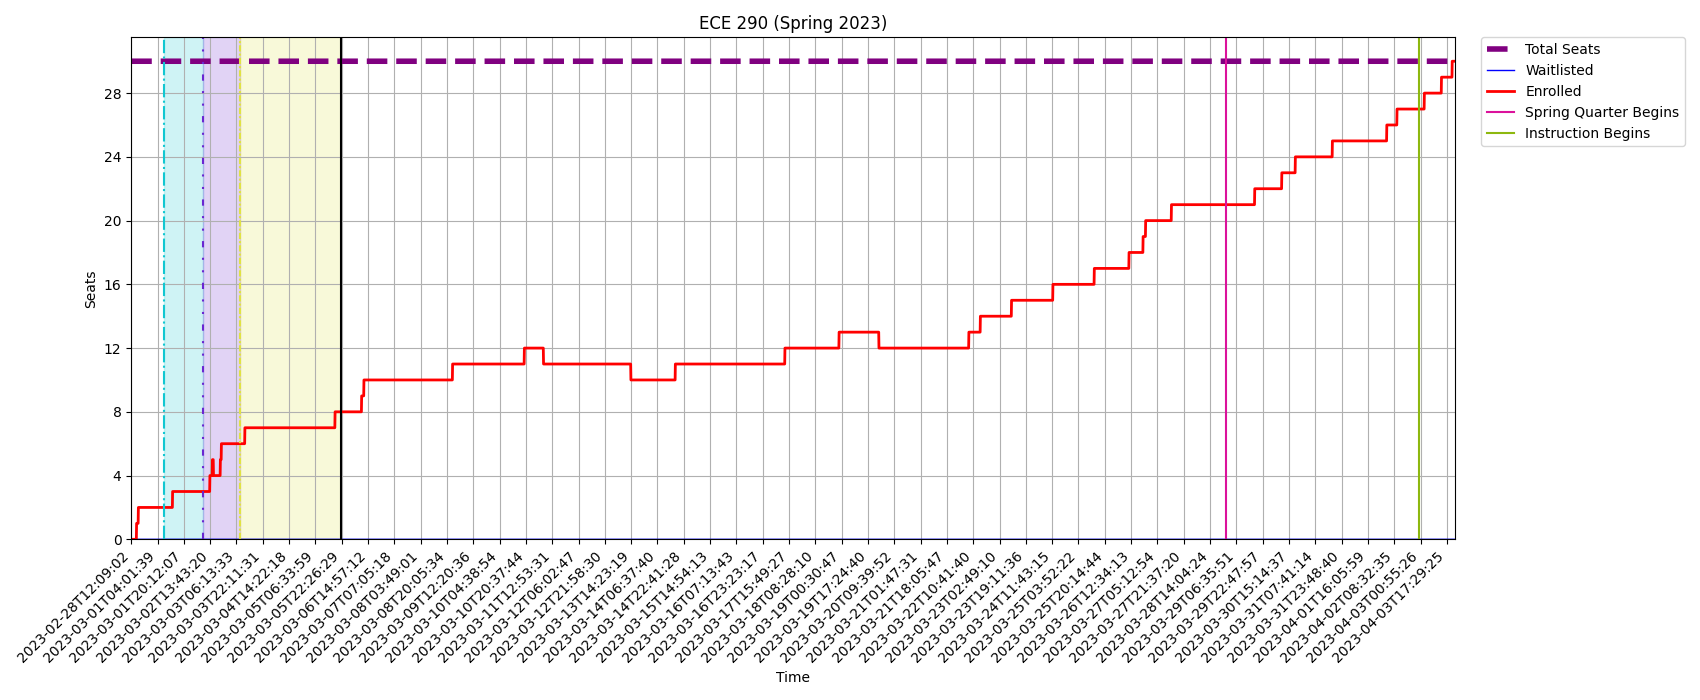 ECE 290 (Spring 2023)
Total Seats
Waitlisted
Enrolled
Spring Quarter Begins
Instruction Begins
Seats
28
24
20
16
12
8
4
0
2023-02-28T12:09:02
2023-03-01T04:01:39
2023-03-01T20:12:07
2023-03-02T13:43:20
2023-03-03T06:13:33
2023-03-03T22:11:31
2023-03-04T14:22:18
2023-03-05T06:33:59
2023-03-05T22:26:29
2023-03-06T14:57:12
2023-03-07T07:05:18
2023-03-08T03:49:01
2023-03-08T20:05:34
2023-03-09T12:20:36
2023-03-10T04:38:54
2023-03-10T20:37:44
2023-03-11T12:53:31
2023-03-12T06:02:47
2023-03-12T21:58:30
2023-03-13T14:23:19
2023-03-14T06:37:40
2023-03-14T22:41:28
2023-03-15T14:54:13
2023-03-16T07:13:43
2023-03-16T23:23:17
2023-03-17T15:49:27
2023-03-18T08:28:10
2023-03-19T00:30:47
2023-03-19T17:24:40
2023-03-20T09:39:52
2023-03-21T01:47:31
2023-03-21T18:05:47
2023-03-22T10:41:40
2023-03-23T02:49:10
2023-03-23T19:11:36
2023-03-24T11:43:15
2023-03-25T03:52:22
2023-03-25T20:14:44
2023-03-26T12:34:13
2023-03-27T05:12:54
2023-03-27T21:37:20
2023-03-28T14:04:24
2023-03-29T06:35:51
2023-03-29T22:47:57
2023-03-30T15:14:37
2023-03-31T07:41:14
2023-03-31T23:48:40
2023-04-01T16:05:59
2023-04-02T08:32:35
2023-04-03T00:55:26
2023-04-03T17:29:25
Time